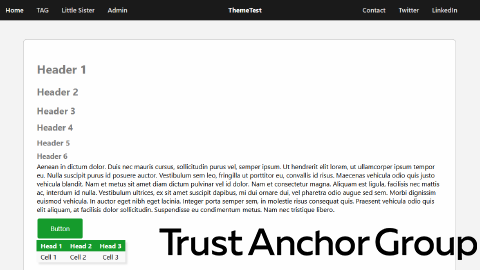 Home TAG Little Sister Admin ThemeTest Contact Twitter LinkedIn
Header 1
Header 2
Header 3
Header 4
Header 5
Header 6
Aenean in dictum dolor. Duis nec mauris cursus, sollicitudin purus vel, semper ipsum. Ut hendrerit elit lorem, ut ullamcorper ipsum tempor
eu. Nulla suscipit purus id posuere auctor. Vestibulum sem leo, fringilla ut porttitor eu, convallis id risus. Maecenas vehicula odio quis justo
vehicula blandit. Nam et metus sit amet diam dictum pulvinar vel id dolor. Nam et consectetur magna. Aliquam est ligula, facilisis nec mattis
ac, interdum id nulla. Vestibulum ultrices, ex sit amet suscipit dapibus, mi dui ornare dui, vel pharetra odio augue sed sem. Morbi dignissim
euismod vehicula. In auctor eget nibh eget lacinia. Integer porta semper sem, in molestie risus consequat quis. Praesent vehicula odio quis
elit aliquam, at facilisis dolor sollicitudin. Suspendisse eu condimentum metus. Nam nec tristique libero.
Button
Head 1 Head 2 Head 3
Cell 1 Cell 2 Cell 3
Trust Anchor Group